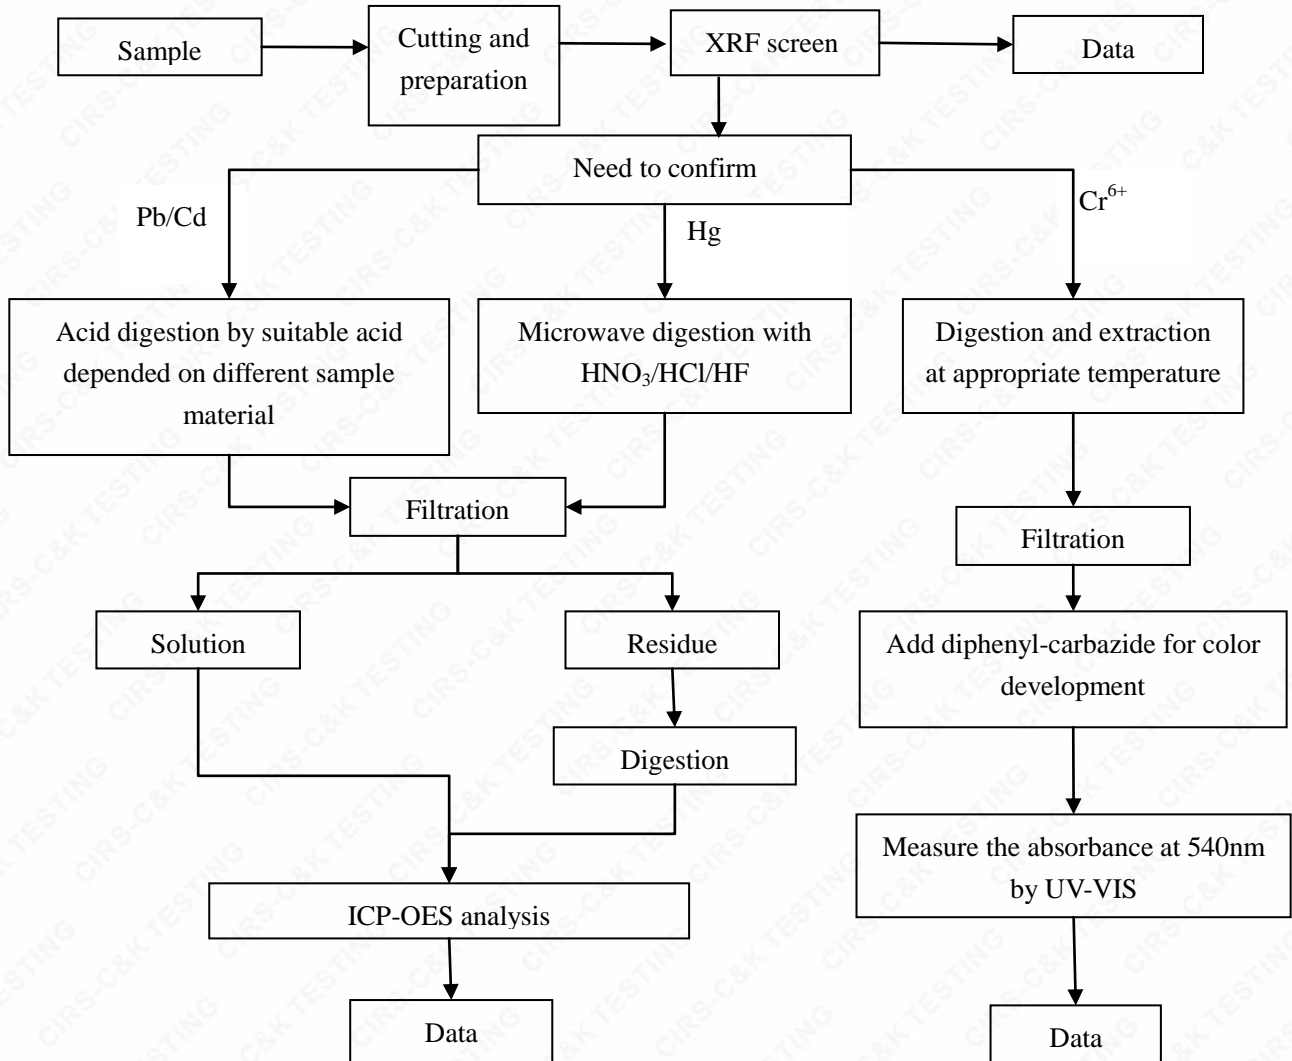 Sample
Cutting and
preparation
XRF screen
Data
Need to confirm
Pb/Cd
Hg
Cr⁶⁺
Acid digestion by suitable acid
depended on different sample
material
Microwave digestion with
HNO₃/HCl/HF
Digestion and extraction
at appropriate temperature
Filtration
Filtration
Solution
Residue
Add diphenyl-carbazide for color
development
Digestion
Measure the absorbance at 540nm
by UV-VIS
ICP-OES analysis
Data
Data
CIRS-C&K TESTING